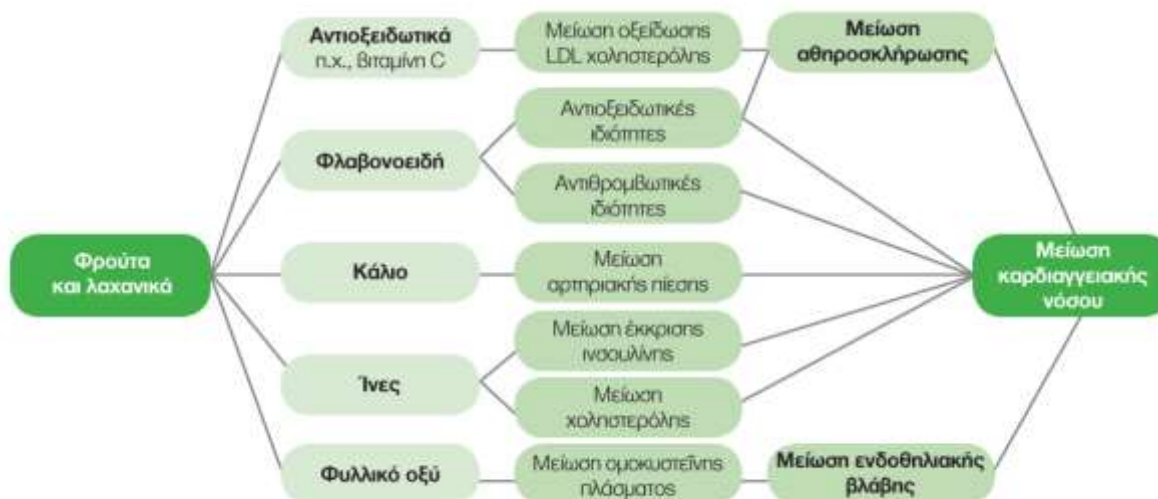 Αντιοξειδωτικά
π.χ., βιταμίνη C
Μείωση οξείδωσης
LDL χοληστερόλης
Μείωση
αθηροσκλήρωσης
Φλαβονοειδή
Αντιοξειδωτικές
ιδιότητες
Αντιθρομβωτικές
ιδιότητες
Φρούτα
και λαχανικά
Κάλιο
Μείωση
αρτηριακής πίεσης
Μείωση
καρδιαγγειακής
νόσου
Ίνες
Μείωση έκκρισης
ινσουλίνης
Μείωση
χοληστερόλης
Φυλλικό οξύ
Μείωση ομοκυστεΐνης
πλάσματος
Μείωση ενδοθηλιακής
βλάβης